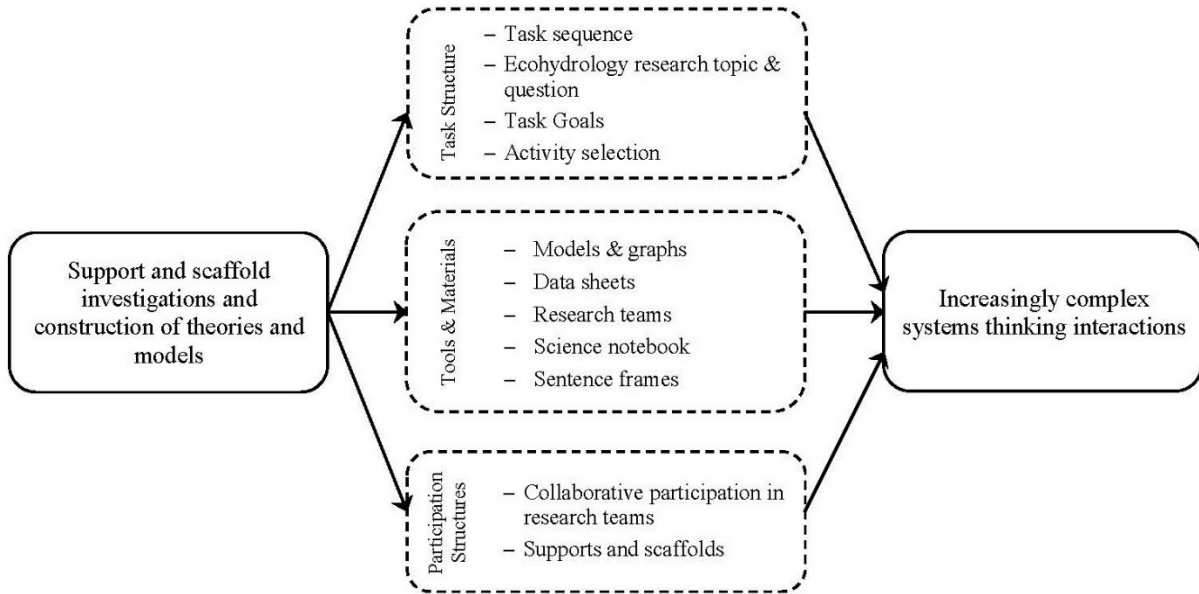 Support and scaffold
investigations and
construction of theories and
models
Task Structure
– Task sequence
– Ecohydrology research topic &
question
– Task Goals
– Activity selection
Tools & Materials
– Models & graphs
– Data sheets
– Research teams
– Science notebook
– Sentence frames
Participation
Structures
– Collaborative participation in
research teams
– Supports and scaffolds
Increasingly complex
systems thinking interactions